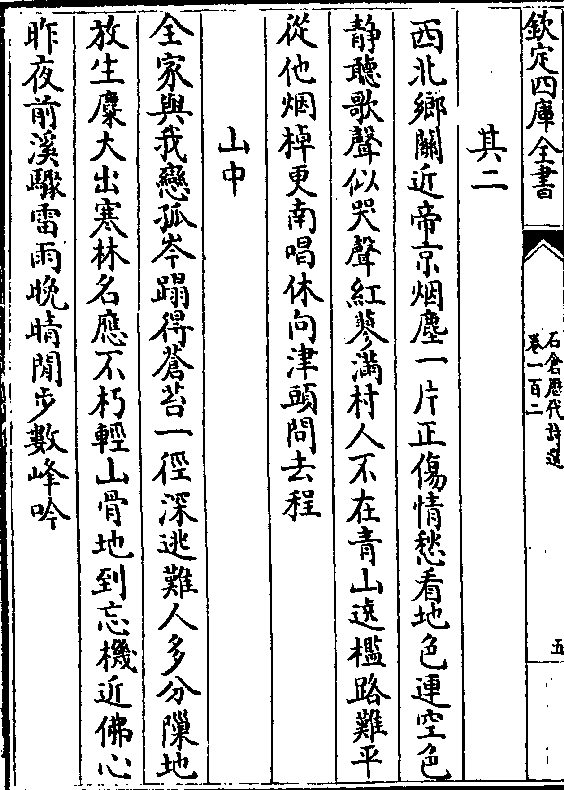 欽定四庫全書
石倉歷代詩選
卷一百二
五
其二
西北鄉關近帝京烟塵一片正傷情愁看地色連空色
静聽歌聲似哭聲紅蓼滿村人不在青山遶檻路難平
從他烟棹更南唱休向津頭問去程
山中
全家與我戀孤岑蹋得蒼苔一徑深逃難人多分隟地
放生麋大出寒林名應不朽輕山骨地到忘機近佛心
昨夜前溪驟雷雨晚晴閒步數峰吟